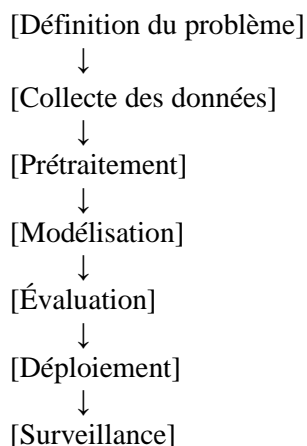 [Définition du problème]
↓
[Collecte des données]
↓
[Prétraitement]
↓
[Modélisation]
↓
[Évaluation]
↓
[Déploiement]
↓
[Surveillance]